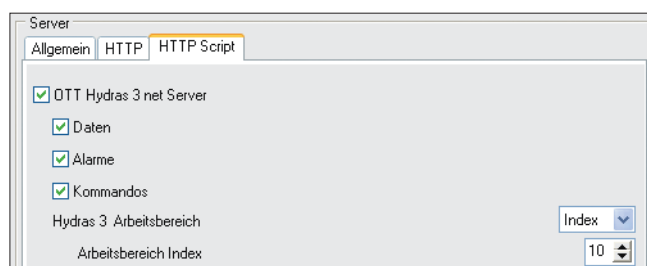 Server
Allgemein HTTP HTTP Script
OTT Hydras 3 net Server
Daten
Alarme
Kommandos
Hydras 3 Arbeitsbereich Index
Arbeitsbereich Index 10